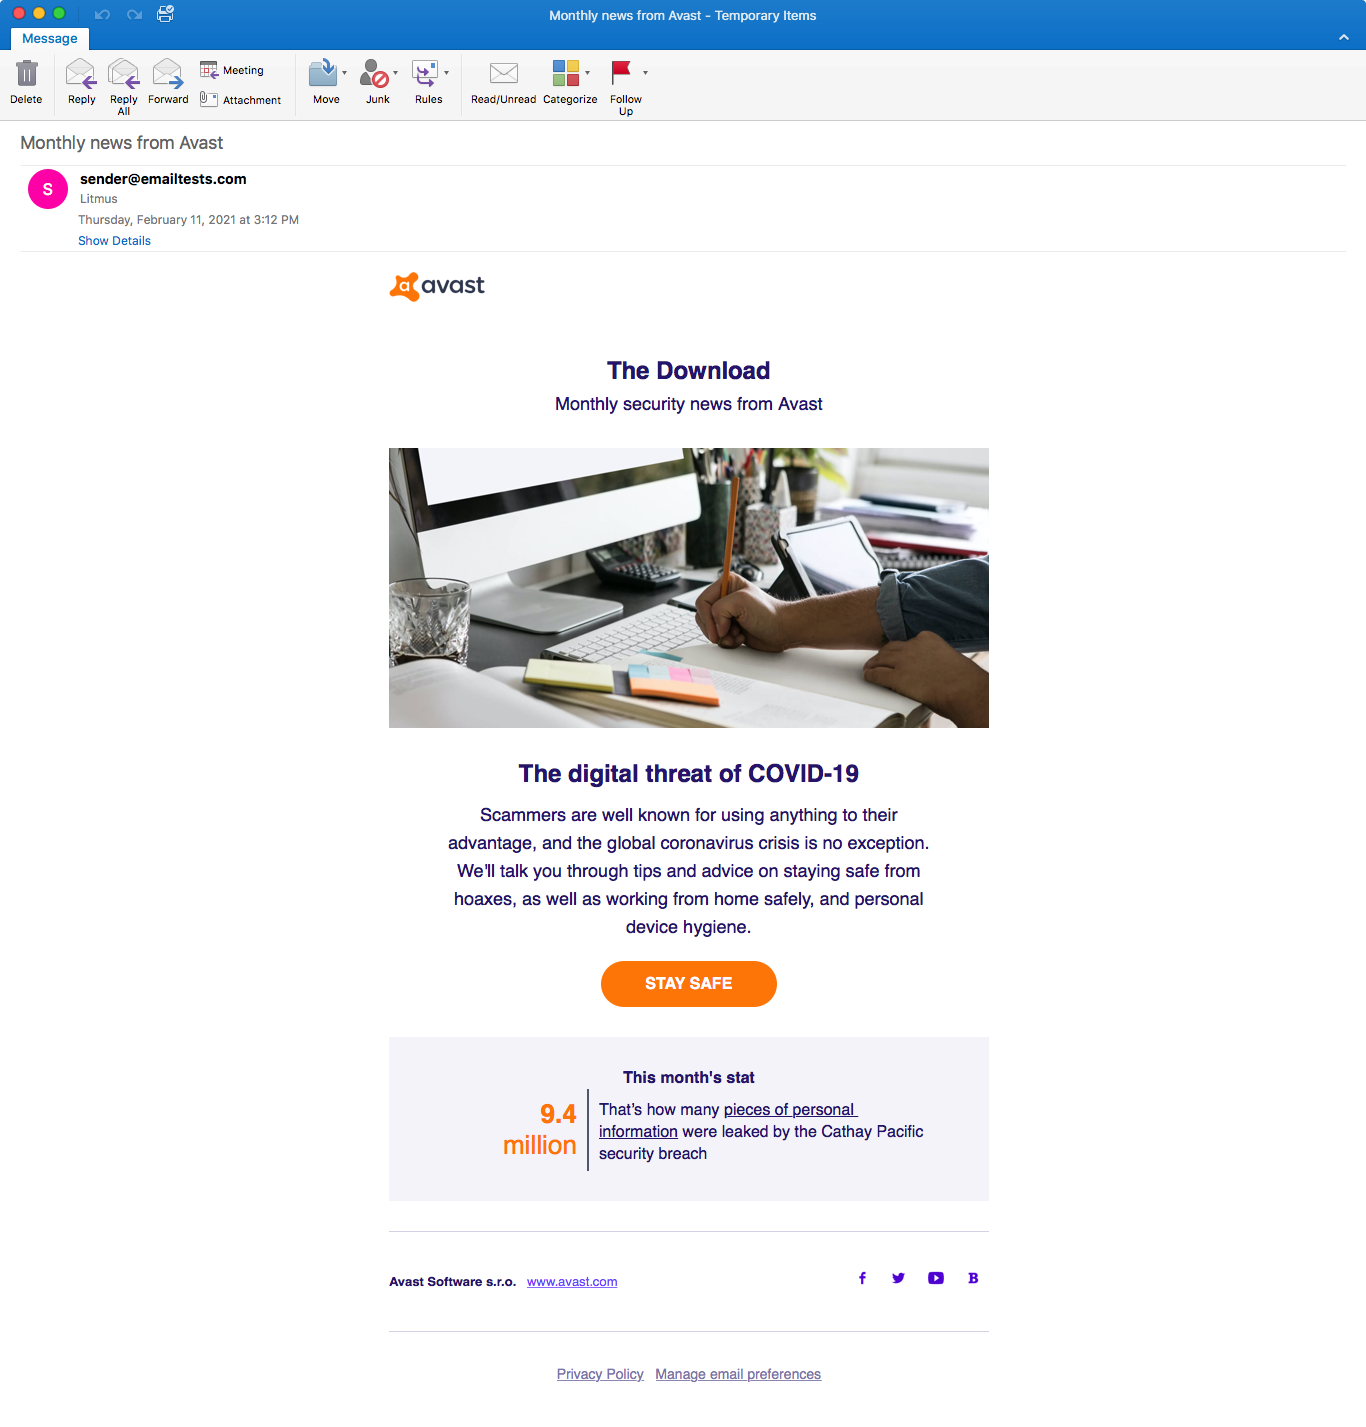 Monthly news from Avast - Temporary Items
Message
Delete
Reply
Reply All
Forward
Meeting
Attachment
Move
Junk
Rules
Read/Unread
Categorize
Follow Up
Monthly news from Avast
S
sender@emailtests.com
Litmus
Thursday, February 11, 2021 at 3:12 PM
Show Details
avast
The Download
Monthly security news from Avast
The digital threat of COVID-19
Scammers are well known for using anything to their
advantage, and the global coronavirus crisis is no exception.
We'll talk you through tips and advice on staying safe from
hoaxes, as well as working from home safely, and personal
device hygiene.
STAY SAFE
This month's stat
9.4
million
That’s how many pieces of personal
information were leaked by the Cathay Pacific
security breach
Avast Software s.r.o. www.avast.com
Privacy Policy Manage email preferences